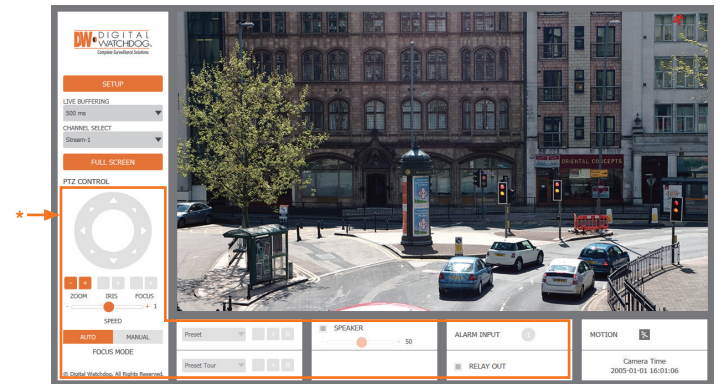 DW DIGITAL
WATCHDOG®
Complete Surveillance Solutions
SETUP
LIVE BUFFERING
500 ms
CHANNEL SELECT
Stream-1
FULL SCREEN
PTZ CONTROL
*
- +
ZOOM IRIS FOCUS
- + 1
SPEED
AUTO MANUAL
FOCUS MODE
© Digital Watchdog. All Rights Reserved.
ORIENTAL CONCEPTS
Preset
Preset Tour
SPEAKER
- + 50
ALARM INPUT 1
RELAY OUT
MOTION
Camera Time
2005-01-01 16:01:06